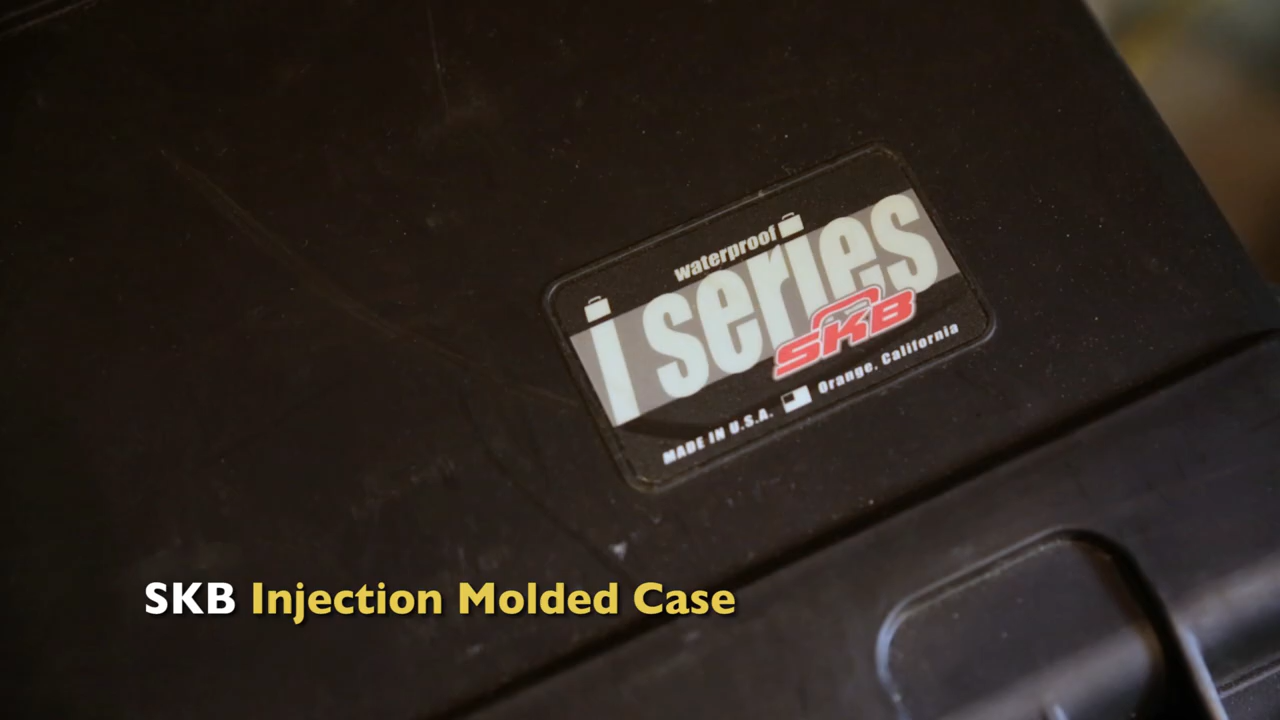 waterproof
i series
SKB
MADE IN U.S.A. Orange, California
SKB Injection Molded Case